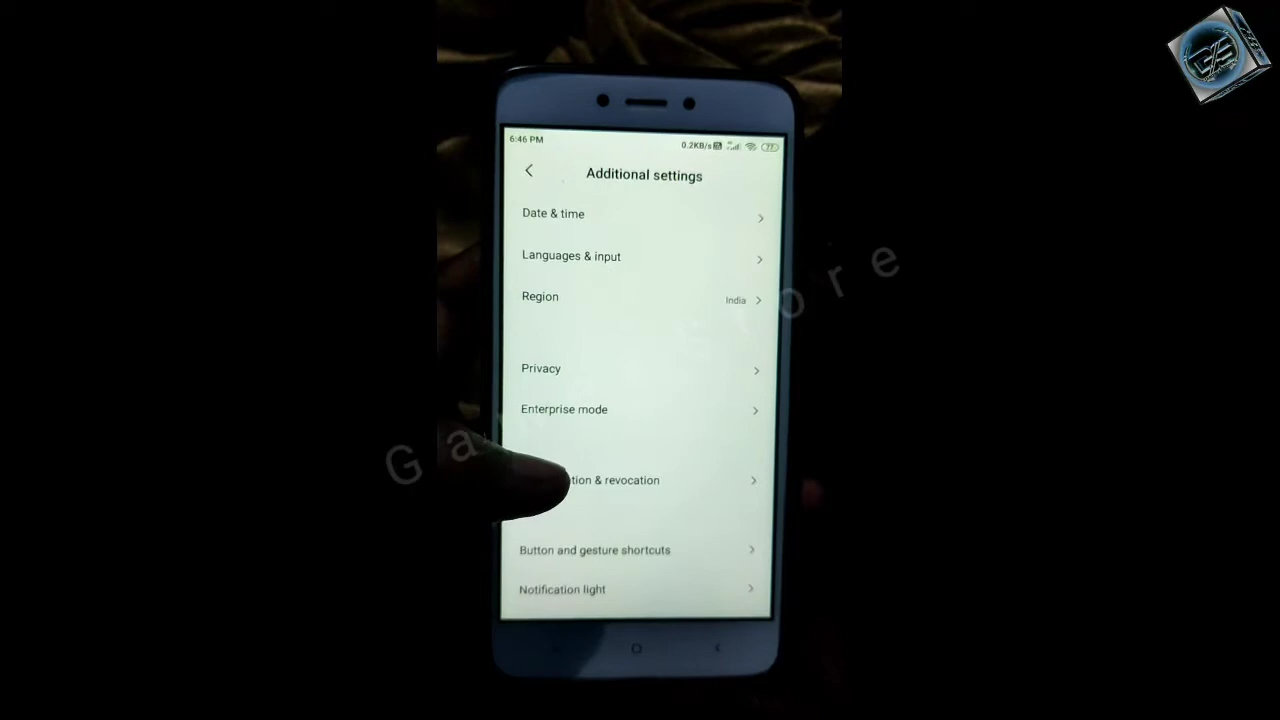 6:46 PM
0.2KB/s
77
Additional settings
Date & time
Languages & input
Region
India
Privacy
Enterprise mode
& revocation
Button and gesture shortcuts
Notification light